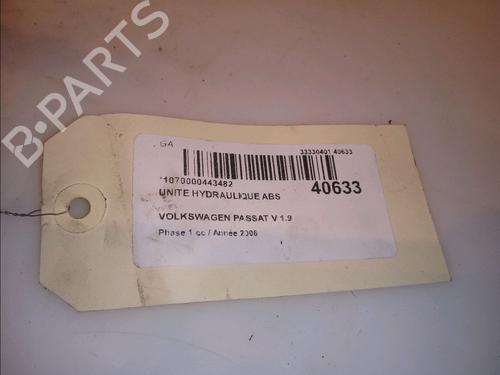 B-PARTS
GA
33330401 40633
1070000443482
40633
UNITE HYDRAULIQUE ABS
VOLKSWAGEN PASSAT V 1.9
Phase 1 cc / Année 2006